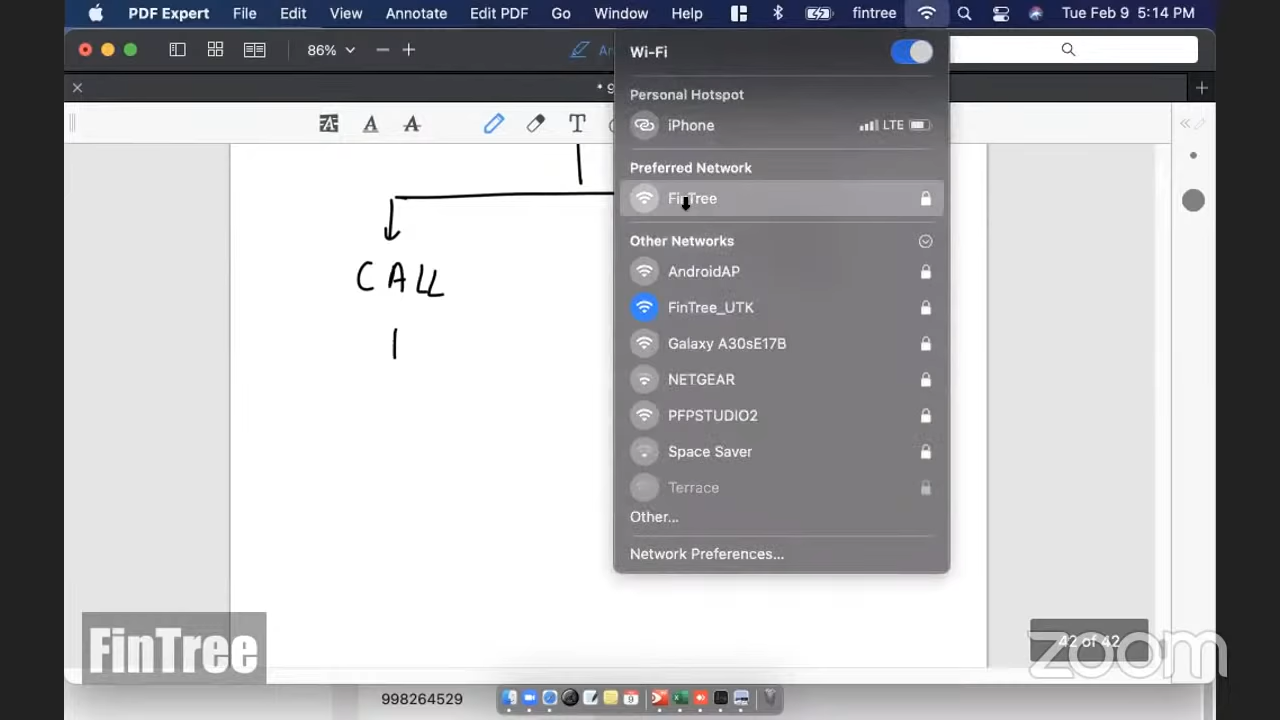 PDF Expert File Edit View Annotate Edit PDF Go Window Help fintree Tue Feb 9 5:14 PM
86%
Wi-Fi
Personal Hotspot
iPhone LTE
Preferred Network
FinTree
Other Networks
AndroidAP
FinTree_UTK
Galaxy A30sE17B
NETGEAR
PFPSTUDIO2
Space Saver
Terrace
Other...
Network Preferences...
CALL
FinTree
42 of 42
zoom
998264529